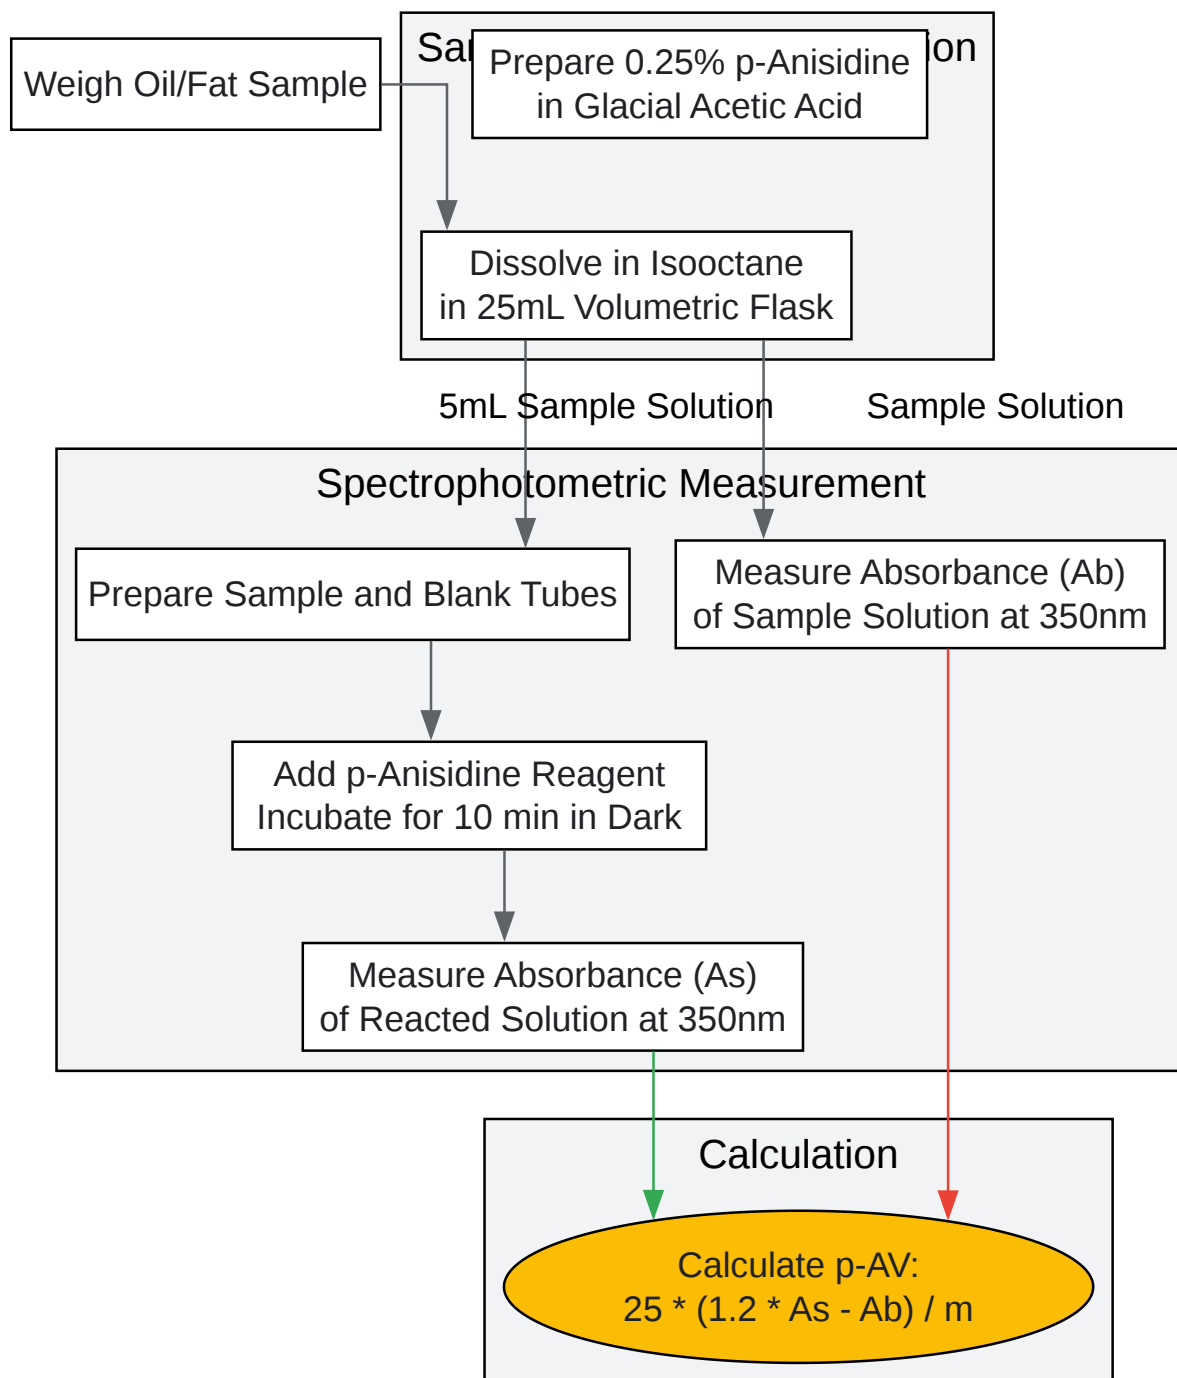 Weigh Oil/Fat Sample
Prepare 0.25% p-Anisidine
in Glacial Acetic Acid
Dissolve in Isooctane
in 25mL Volumetric Flask
5mL Sample Solution
Sample Solution
Spectrophotometric Measurement
Prepare Sample and Blank Tubes
Measure Absorbance (Ab)
of Sample Solution at 350nm
Add p-Anisidine Reagent
Incubate for 10 min in Dark
Measure Absorbance (As)
of Reacted Solution at 350nm
Calculation
Calculate p-AV:
25 * (1.2 * As - Ab) / m